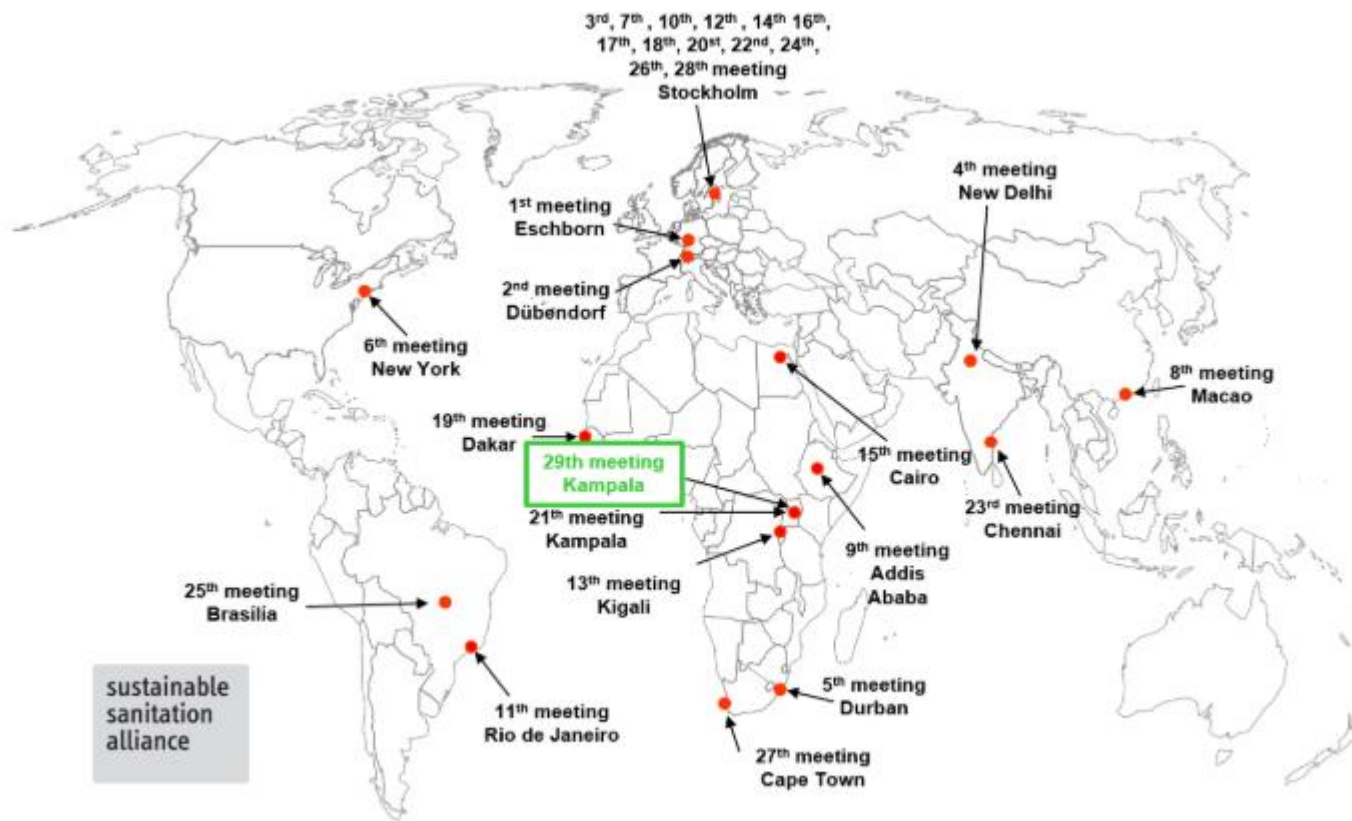 3rd, 7th , 10th, 12th , 14th 16th,
17th, 18th, 20st, 22nd, 24th,
26th, 28th meeting
Stockholm
4th meeting
New Delhi
1st meeting
Eschborn
2nd meeting
Dübendorf
6th meeting
New York
8th meeting
Macao
19th meeting
Dakar
29th meeting
Kampala
15th meeting
Cairo
23rd meeting
Chennai
21th meeting
Kampala
9th meeting
Addis
Ababa
13th meeting
Kigali
25th meeting
Brasilia
5th meeting
Durban
11th meeting
Rio de Janeiro
27th meeting
Cape Town
sustainable
sanitation
alliance